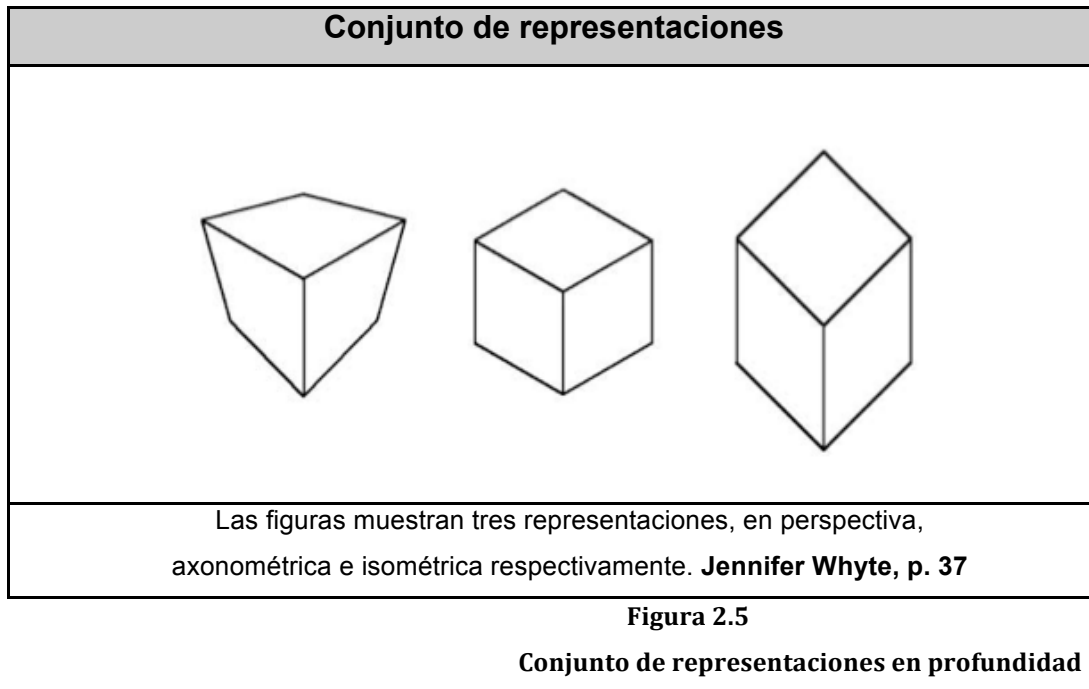 Conjunto de representaciones
Las figuras muestran tres representaciones, en perspectiva,
axonométrica e isométrica respectivamente. Jennifer Whyte, p. 37
Figura 2.5
Conjunto de representaciones en profundidad